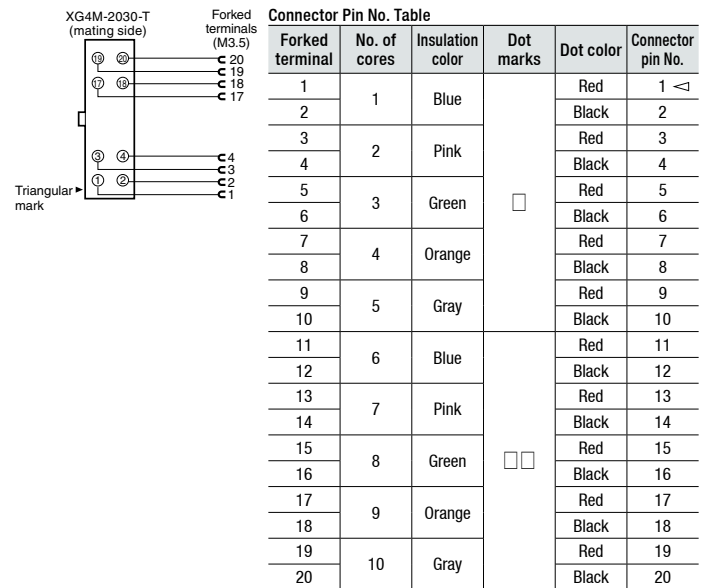 XG4M-2030-T
(mating side)
Forked
terminals
(M3.5)
⑲ ⑳ 20
19
⑰ ⑱ 18
17
③ ④ 4
3
① ② 2
1
Triangular
mark
Connector Pin No. Table
Forked terminal No. of cores Insulation color Dot marks Dot color Connector pin No.
1 1 Blue □ Red 1 ◅
2 Black 2
3 2 Pink Red 3
4 Black 4
5 3 Green Red 5
6 Black 6
7 4 Orange Red 7
8 Black 8
9 5 Gray Red 9
10 Black 10
11 6 Blue □□ Red 11
12 Black 12
13 7 Pink Red 13
14 Black 14
15 8 Green Red 15
16 Black 16
17 9 Orange Red 17
18 Black 18
19 10 Gray Red 19
20 Black 20